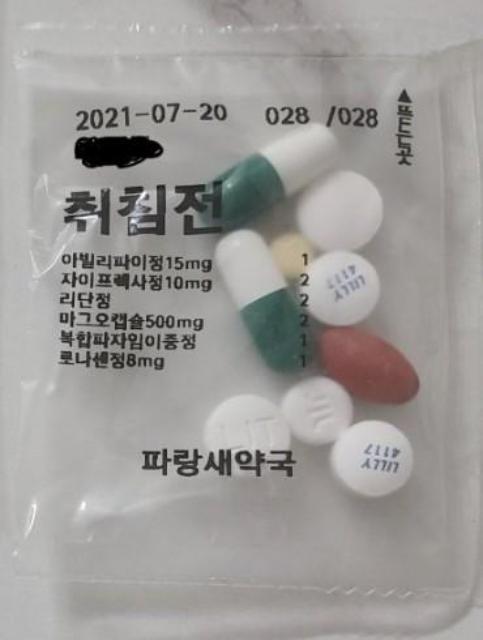 2021-07-20 028 /028
▲뜯는곳
취침전
아빌리파이정15mg 1
자이프렉사정10mg 2
리단정 2
마그오캡슐500mg 2
복합파자임이중정 1
로나센정8mg 1
LILLY
4117
LILLY
4117
파랑새약국